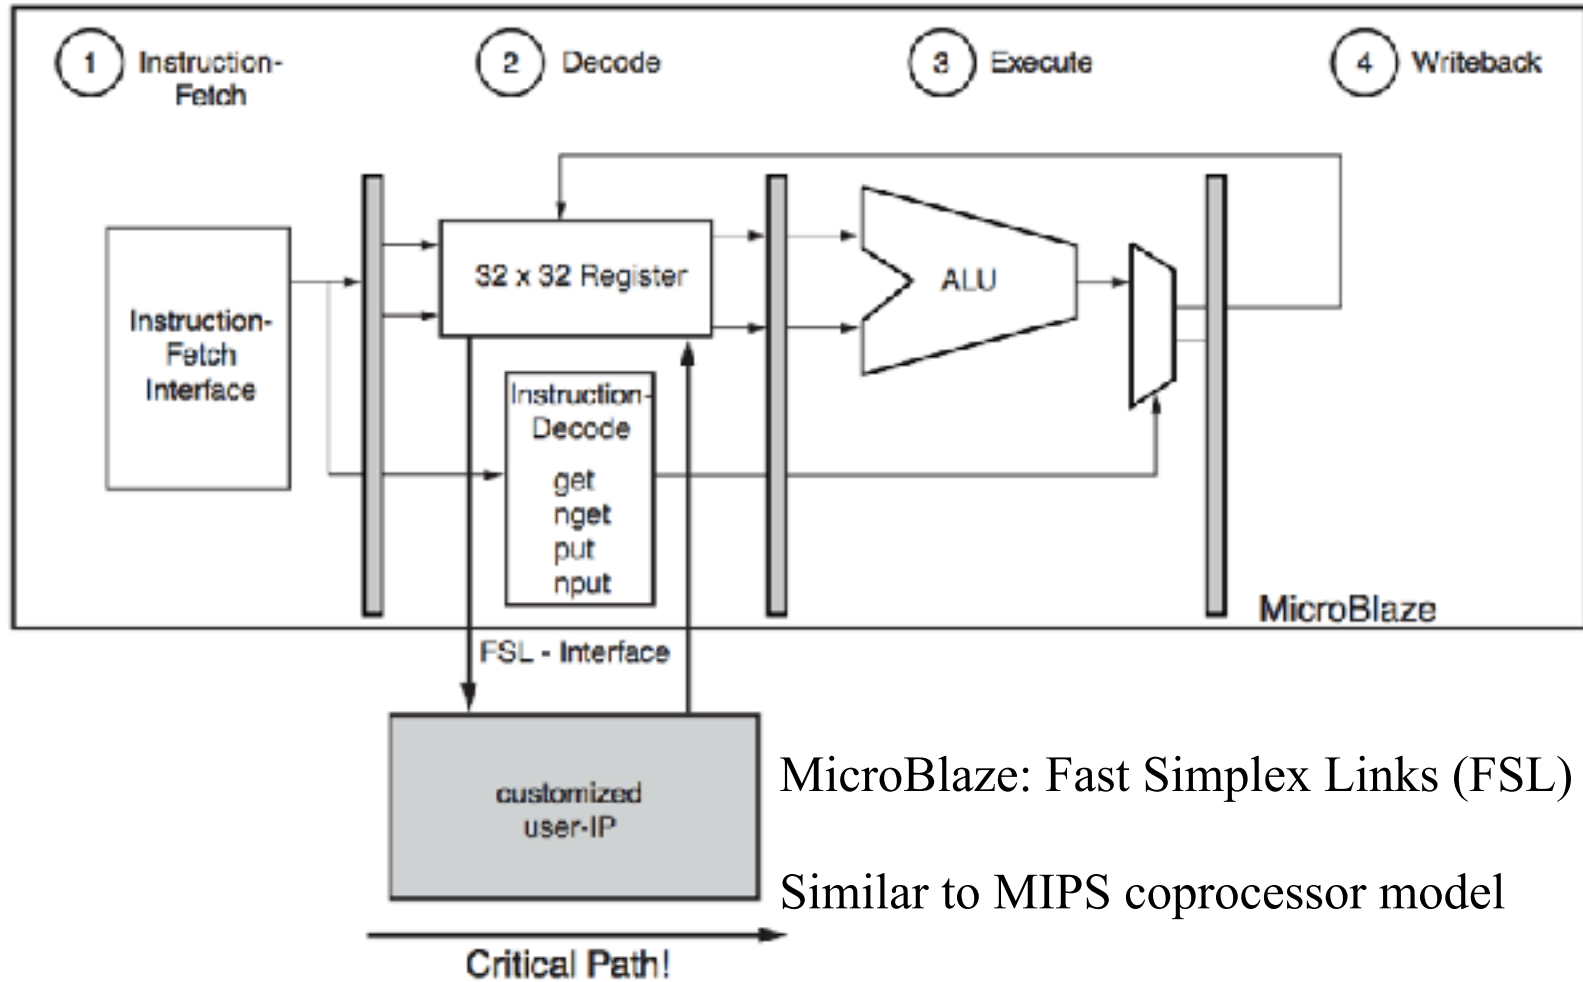 1 Instruction-
Fetch
2 Decode
3 Execute
4 Writeback
Instruction-
Fetch
Interface
32 x 32 Register
ALU
Instruction-
Decode
get
nget
put
nput
MicroBlaze
FSL - Interface
customized
user-IP
MicroBlaze: Fast Simplex Links (FSL)
Similar to MIPS coprocessor model
Critical Path!